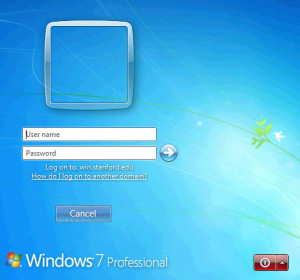 User name
Password
Log on to: win.stanford.edu
How do I log on to another domain?
Cancel
Windows 7 Professional